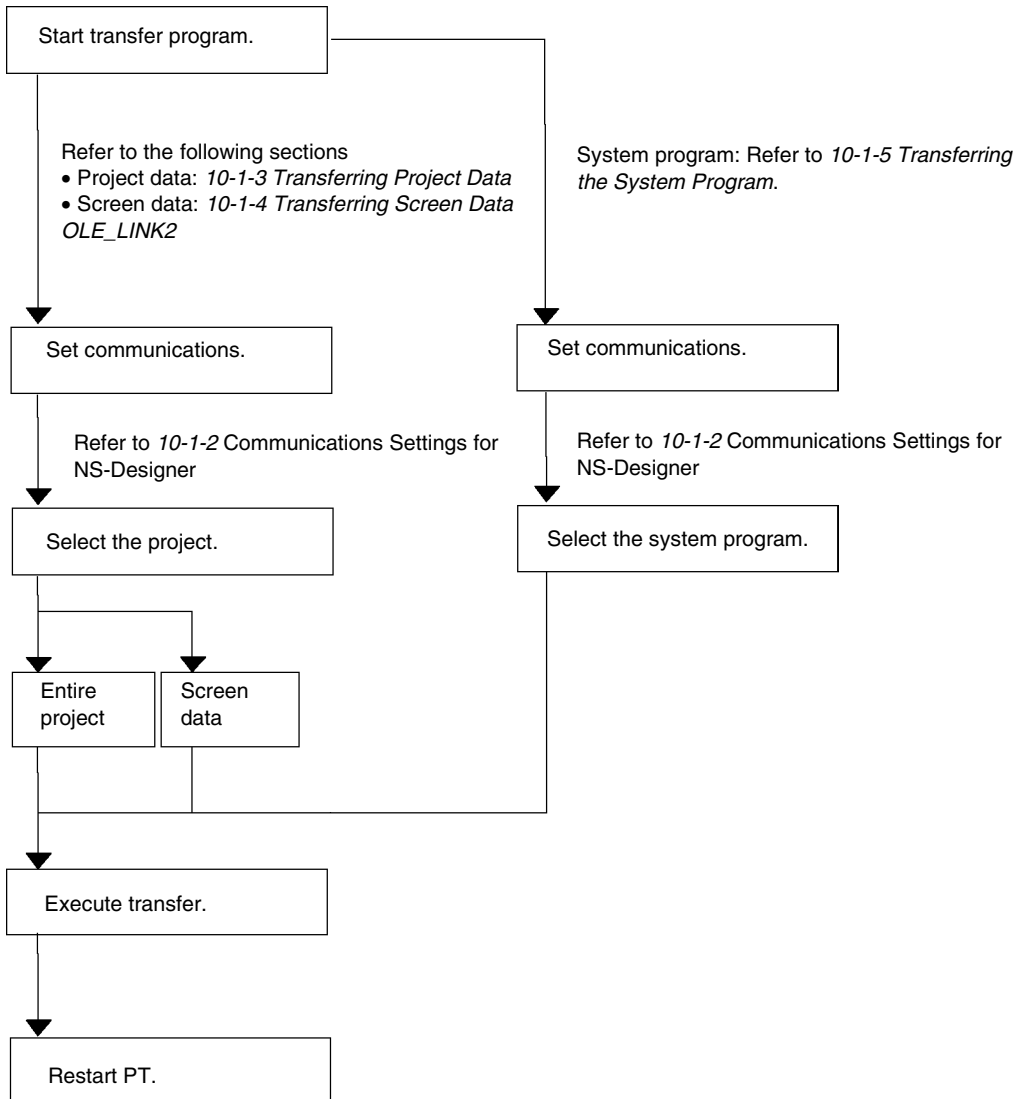 Start transfer program.
Refer to the following sections
• Project data: 10-1-3 Transferring Project Data
• Screen data: 10-1-4 Transferring Screen Data
OLE_LINK2
System program: Refer to 10-1-5 Transferring
the System Program.
Set communications.
Set communications.
Refer to 10-1-2 Communications Settings for
NS-Designer
Refer to 10-1-2 Communications Settings for
NS-Designer
Select the project.
Select the system program.
Entire
project
Screen
data
Execute transfer.
Restart PT.